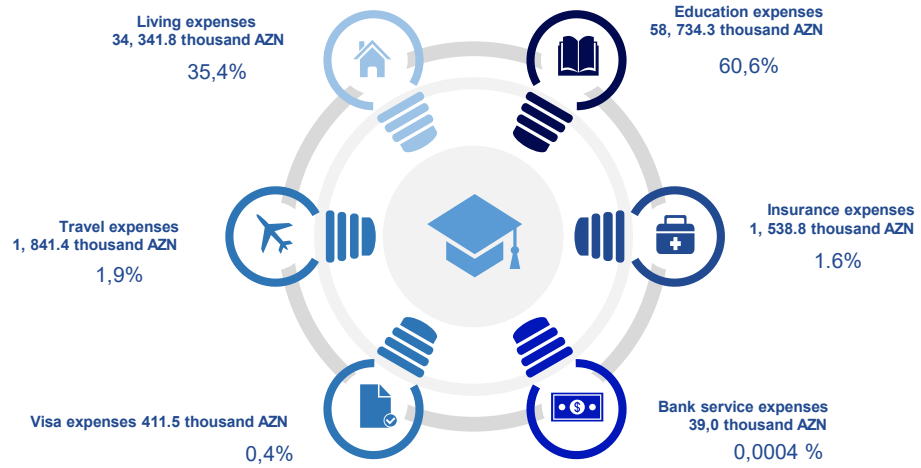 Living expenses
34, 341.8 thousand AZN
35,4%
Education expenses
58, 734.3 thousand AZN
60,6%
Travel expenses
1, 841.4 thousand AZN
1,9%
Insurance expenses
1, 538.8 thousand AZN
1.6%
Visa expenses 411.5 thousand AZN
0,4%
$
Bank service expenses
39,0 thousand AZN
0,0004 %